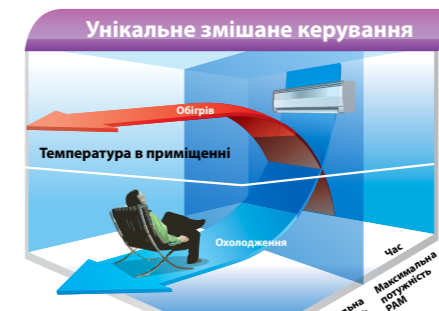 Унікальне змішане керування
Обігрів
Температура в приміщенні
Охолодження
Час
Максимальна
потужність
PAM